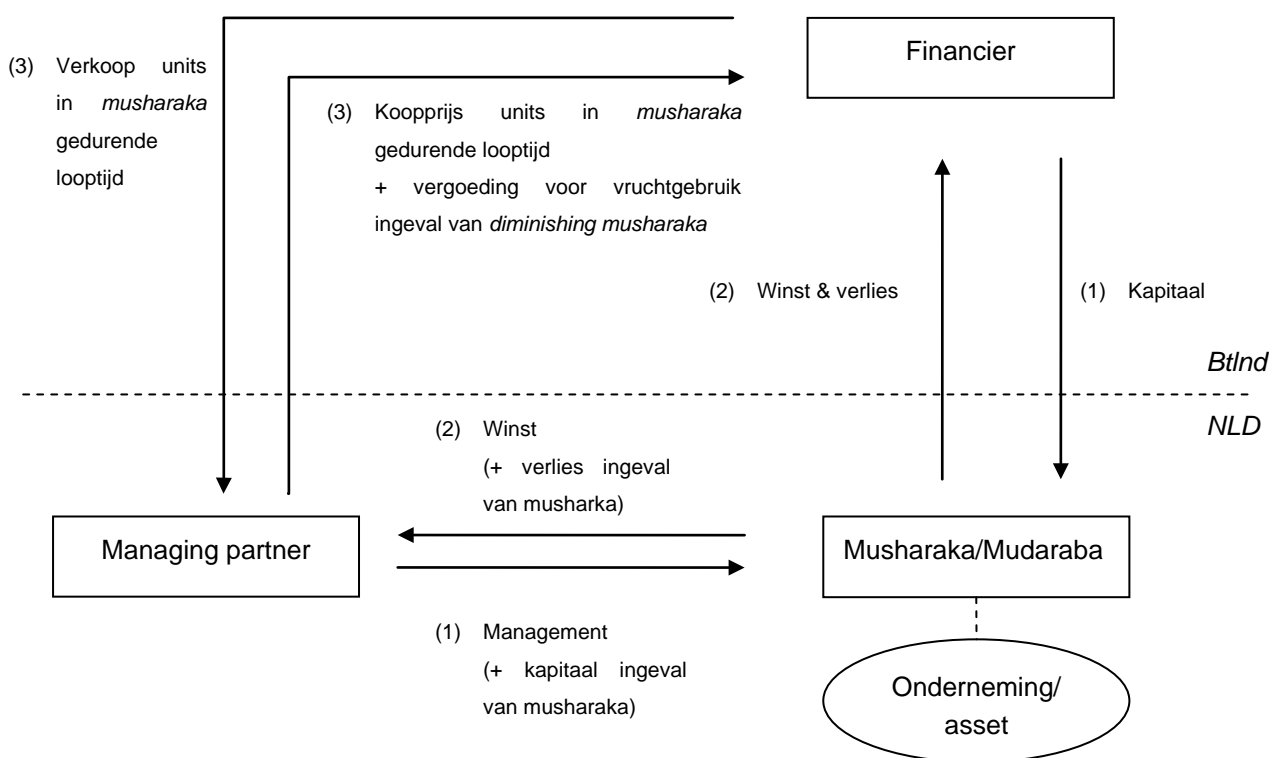 Financier
(3) Verkoop units
in musharaka
gedurende
looptijd
(3) Koopprijs units in musharaka
gedurende looptijd
+ vergoeding voor vruchtgebruik
ingeval van diminishing musharaka
(2) Winst & verlies
(1) Kapitaal
Btlnd
NLD
(2) Winst
(+ verlies ingeval
van musharka)
Managing partner
Musharaka/Mudaraba
(1) Management
(+ kapitaal ingeval
van musharaka)
Onderneming/
asset